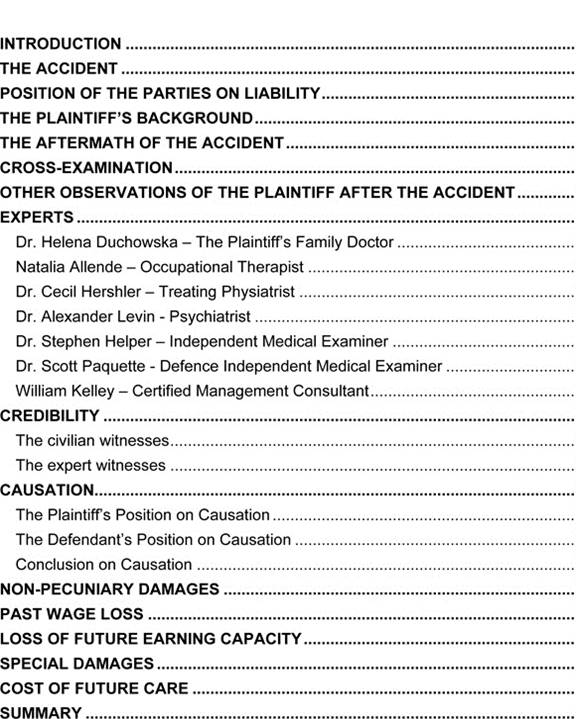 INTRODUCTION ................................................................
THE ACCIDENT ................................................................
POSITION OF THE PARTIES ON LIABILITY................................................................
THE PLAINTIFF’S BACKGROUND................................................................
THE AFTERMATH OF THE ACCIDENT................................................................
CROSS-EXAMINATION................................................................
OTHER OBSERVATIONS OF THE PLAINTIFF AFTER THE ACCIDENT.............
EXPERTS................................................................
Dr. Helena Duchowska – The Plaintiff’s Family Doctor ........................................
Natalia Allende – Occupational Therapist ................................................................
Dr. Cecil Hershler – Treating Physiatrist ................................................................
Dr. Alexander Levin - Psychiatrist ................................................................
Dr. Stephen Helper – Independent Medical Examiner ........................................
Dr. Scott Paquette - Defence Independent Medical Examiner ..............................
William Kelley – Certified Management Consultant................................................
CREDIBILITY ................................................................
The civilian witnesses................................................................
The expert witnesses ................................................................
CAUSATION................................................................
The Plaintiff’s Position on Causation ................................................................
The Defendant’s Position on Causation ................................................................
Conclusion on Causation ................................................................
NON-PECUNIARY DAMAGES ................................................................
PAST WAGE LOSS ................................................................
LOSS OF FUTURE EARNING CAPACITY................................................................
SPECIAL DAMAGES................................................................
COST OF FUTURE CARE ................................................................
SUMMARY ................................................................